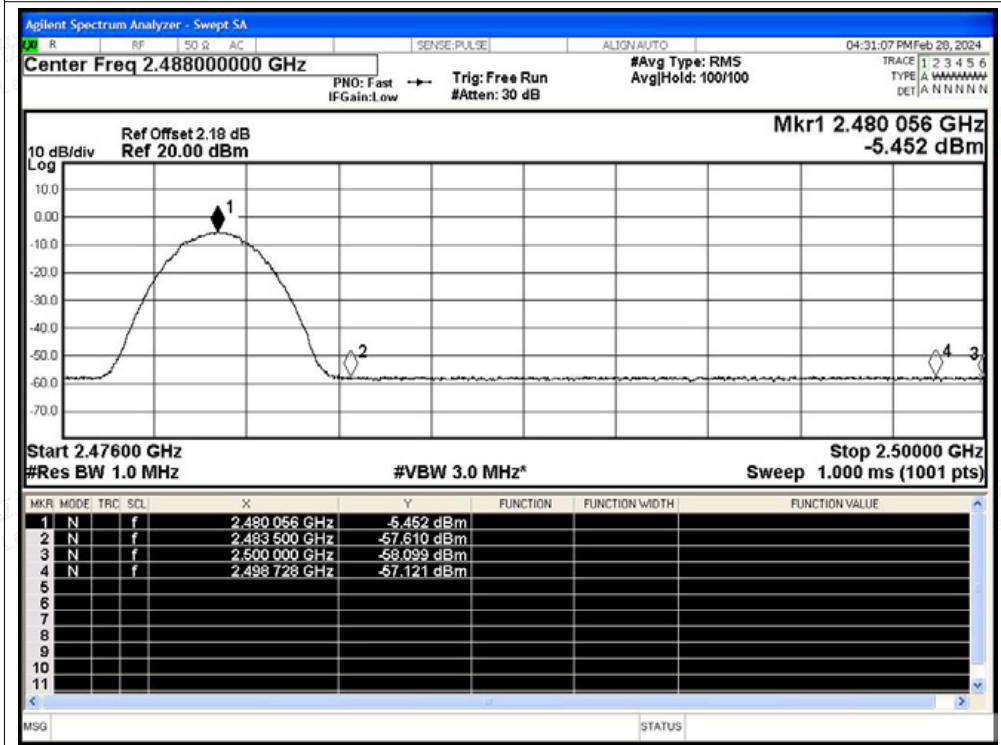 Agilent Spectrum Analyzer - Swept SA
LXI R RF 50 Ω AC SENSE:PULSE ALIGN AUTO 04:31:07 PM Feb 28, 2024
Center Freq 2.488000000 GHz #Avg Type: RMS TRACE 1 2 3 4 5 6
PNO: Fast Trig: Free Run Avg|Hold: 100/100 TYPE A WWWWW
IFGain:Low #Atten: 30 dB DET A N N N N N
Mkr1 2.480 056 GHz
-5.452 dBm
Ref Offset 2.18 dB
10 dB/div Ref 20.00 dBm
Log
10.0
0.00
-10.0
-20.0
-30.0
-40.0
-50.0
-60.0
-70.0
1
2
4
3
Start 2.47600 GHz Stop 2.50000 GHz
#Res BW 1.0 MHz #VBW 3.0 MHz* Sweep 1.000 ms (1001 pts)
MKR MODE TRC SCL X Y FUNCTION FUNCTION WIDTH FUNCTION VALUE
1 N f 2.480 056 GHz -5.452 dBm
2 N f 2.483 500 GHz -57.610 dBm
3 N f 2.500 000 GHz -58.099 dBm
4 N f 2.498 728 GHz -57.121 dBm
5
6
7
8
9
10
11
MSG STATUS